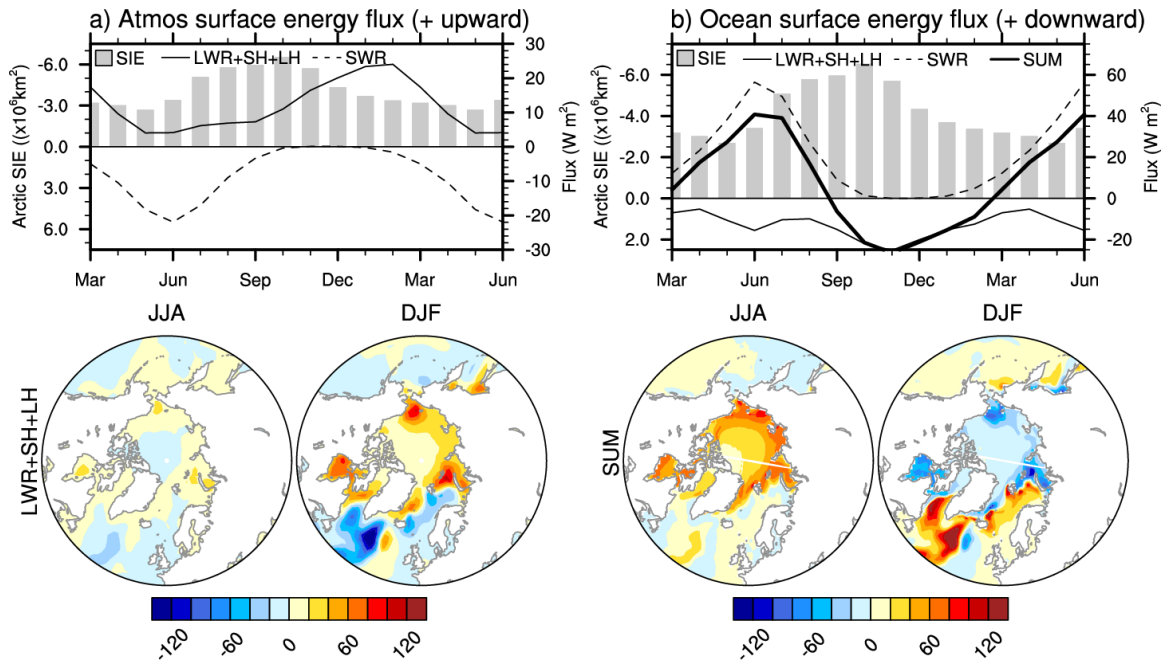 a) Atmos surface energy flux (+ upward)
SIE LWR+SH+LH SWR
-6.0
-3.0
0.0
3.0
6.0
Arctic SIE ((x10⁶km²)
30
20
10
0
-10
-20
-30
Flux (W m²)
Mar Jun Sep Dec Mar Jun
b) Ocean surface energy flux (+ downward)
SIE LWR+SH+LH SWR SUM
-6.0
-4.0
-2.0
0.0
2.0
Arctic SIE ((x10⁶km²)
60
40
20
0
-20
Flux (W m²)
Mar Jun Sep Dec Mar Jun
JJA DJF
LWR+SH+LH
-120 -60 0 60 120
JJA DJF
SUM
-120 -60 0 60 120